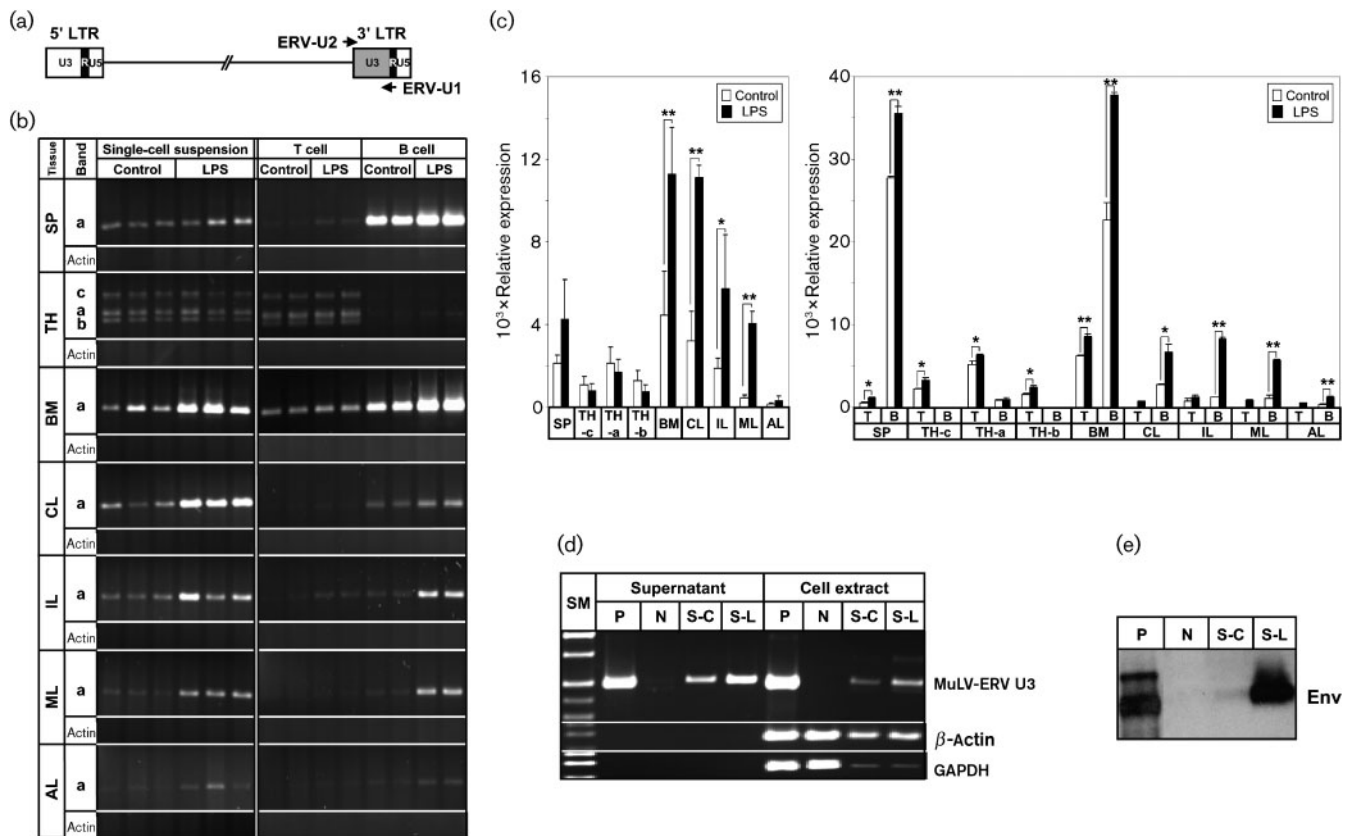 (a)
5' LTR
ERV-U2
3' LTR
U3 R U5
U3 R U5
ERV-U1
(b)
Tissue Band Single-cell suspension T cell B cell
Control LPS Control LPS Control LPS
SP a
Actin
TH c
a
b
Actin
BM a
Actin
CL a
Actin
IL a
Actin
ML a
Actin
AL a
Actin
(c)
10³ × Relative expression
16
12
8
4
0
Control
LPS
** ** * **
SP TH-c TH-a TH-b BM CL IL ML AL
10³ × Relative expression
40
30
20
10
0
Control
LPS
* ** * * * ** ** * ** ** **
T B T B T B T B T B T B T B T B T B
SP TH-c TH-a TH-b BM CL IL ML AL
(d)
SM Supernatant Cell extract
P N S-C S-L P N S-C S-L
MuLV-ERV U3
β-Actin
GAPDH
(e)
P N S-C S-L
Env